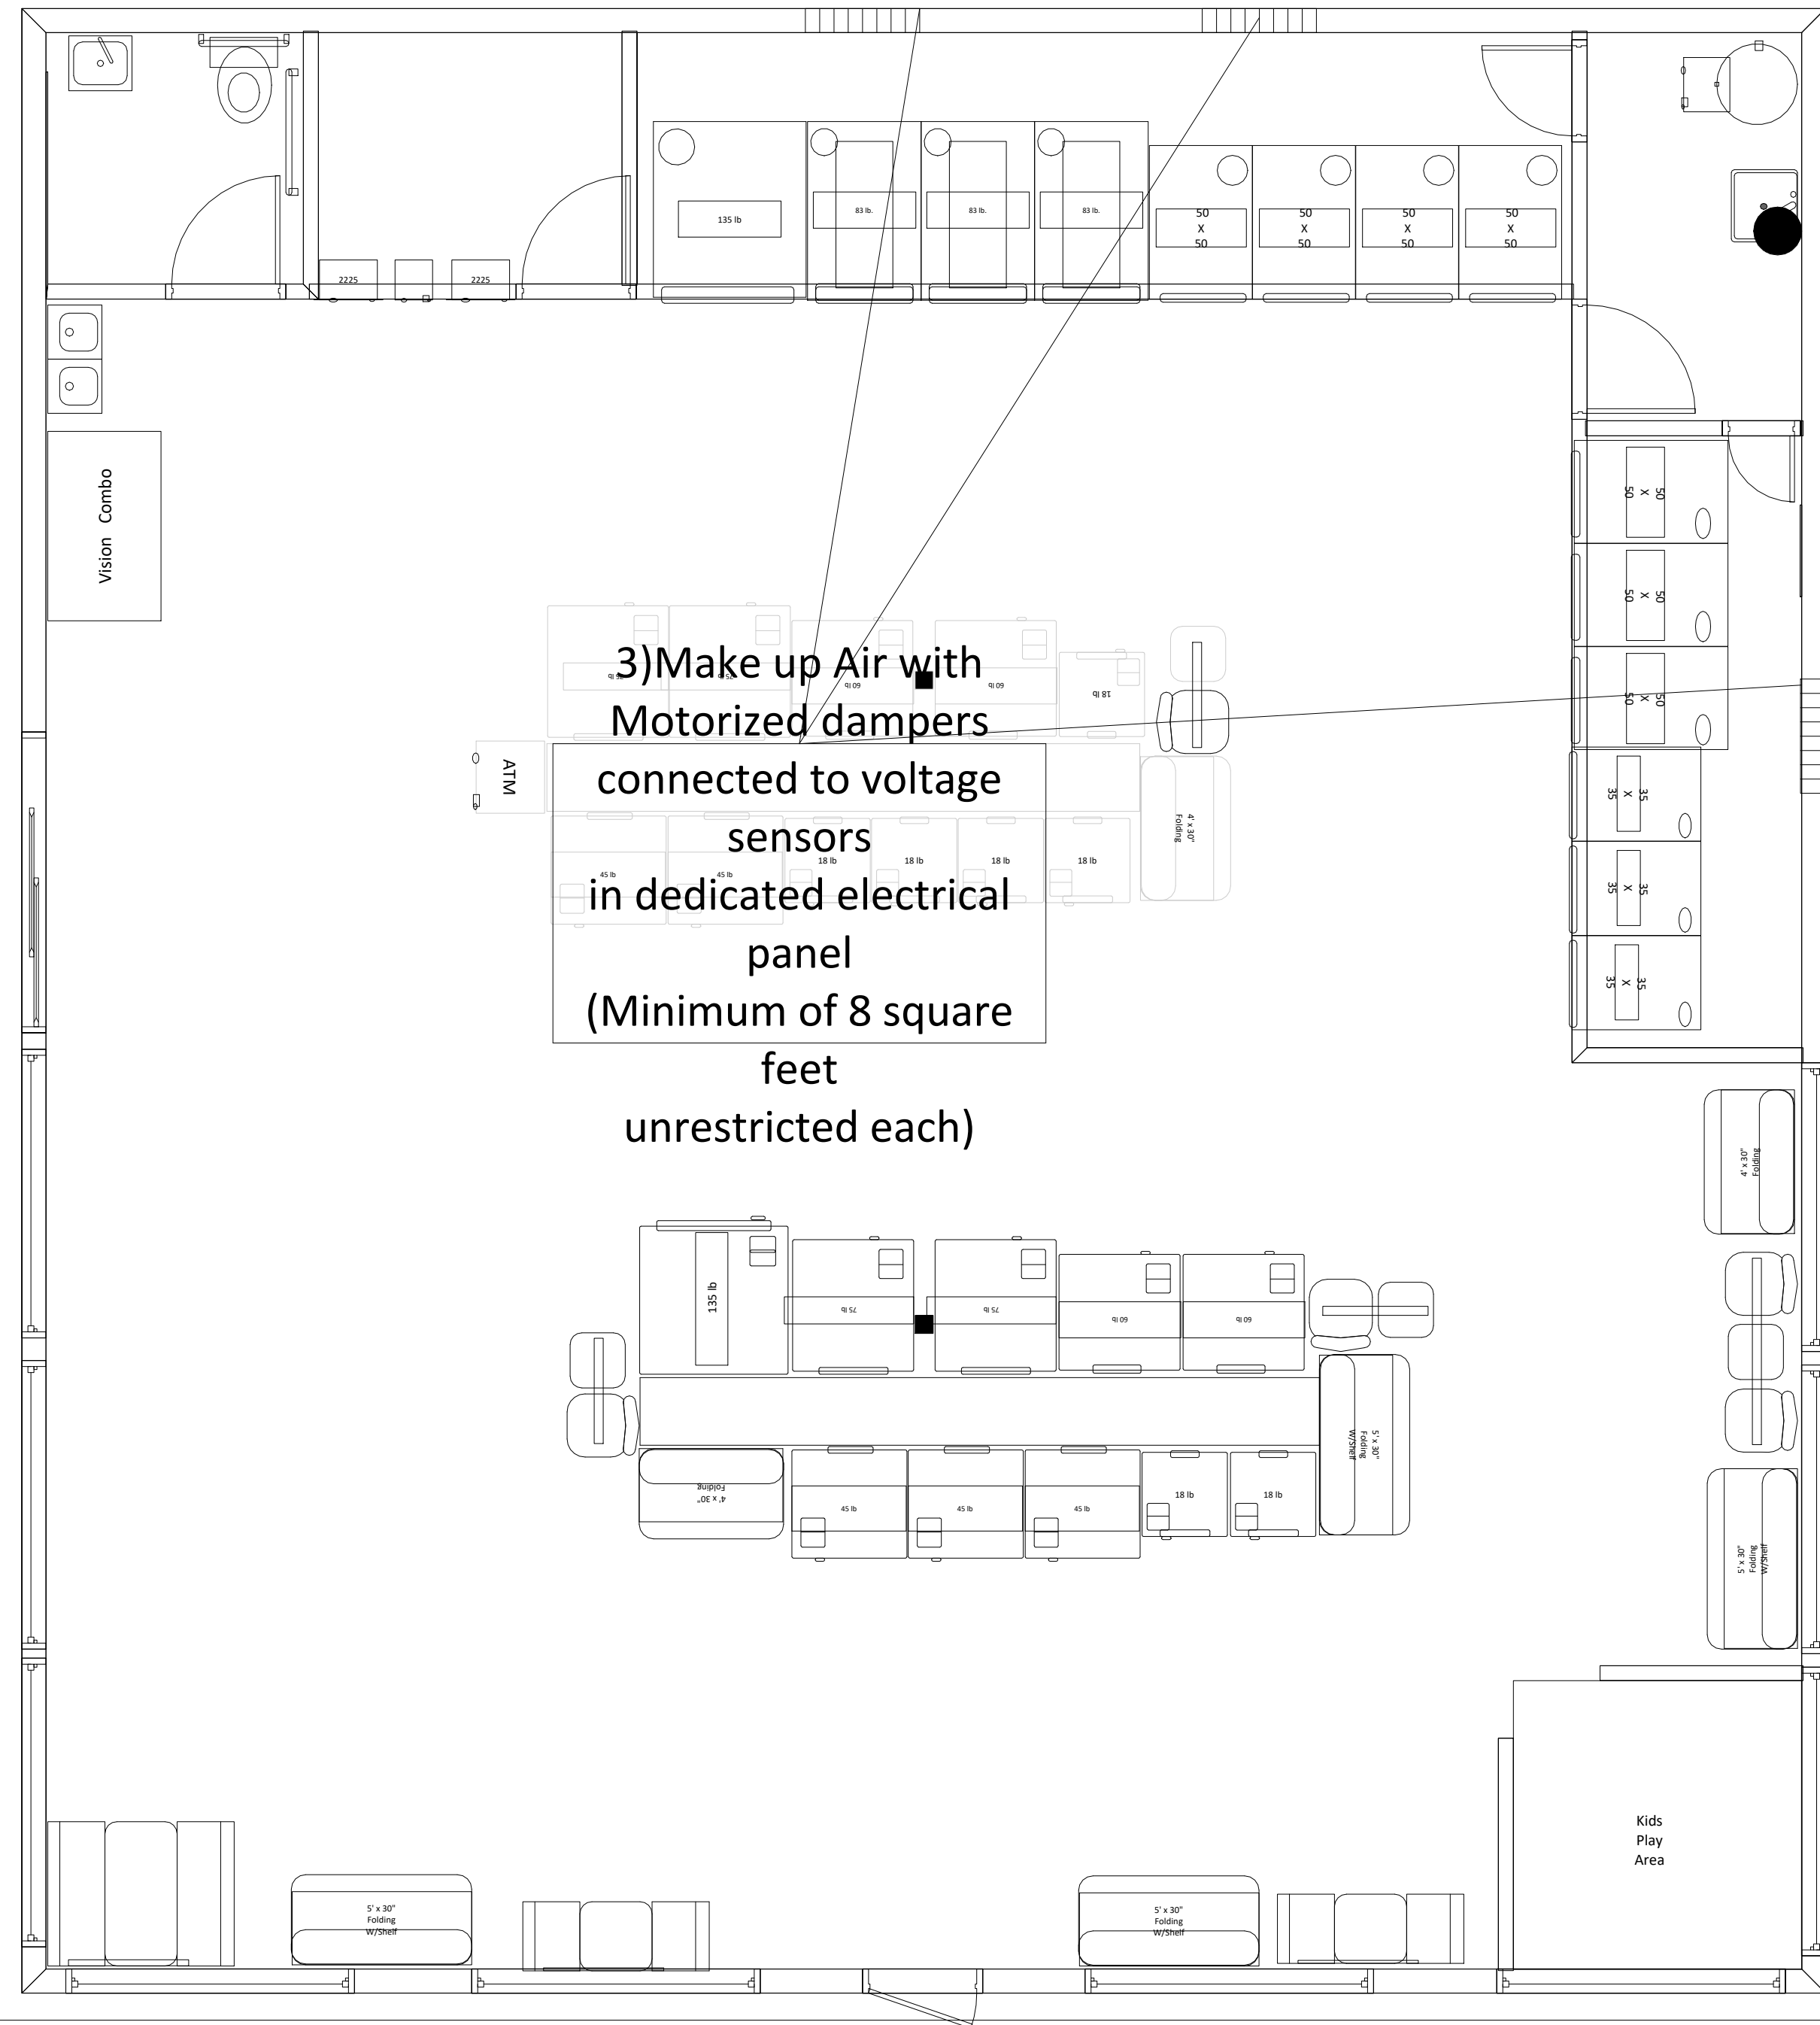 135 lb
83 lb.
83 lb.
83 lb.
50
X
50
50
X
50
50
X
50
50
X
50
2225
2225
Vision Combo
50
X
50
50
X
50
50
X
50
35
X
35
35
X
35
35
X
35
75 lb
60 lb
60 lb
18 lb
3)Make up Air with
Motorized dampers
connected to voltage
sensors
in dedicated electrical
panel
(Minimum of 8 square
feet
unrestricted each)
ATM
45 lb
45 lb
18 lb
18 lb
18 lb
18 lb
4' x 30"
Folding
4' x 30"
Folding
135 lb
75 lb
75 lb
60 lb
60 lb
4' x 30"
Folding
45 lb
45 lb
45 lb
18 lb
18 lb
5' x 30"
Folding
W/Shelf
5' x 30"
Folding
W/Shelf
Kids
Play
Area
5' x 30"
Folding
W/Shelf
5' x 30"
Folding
W/Shelf